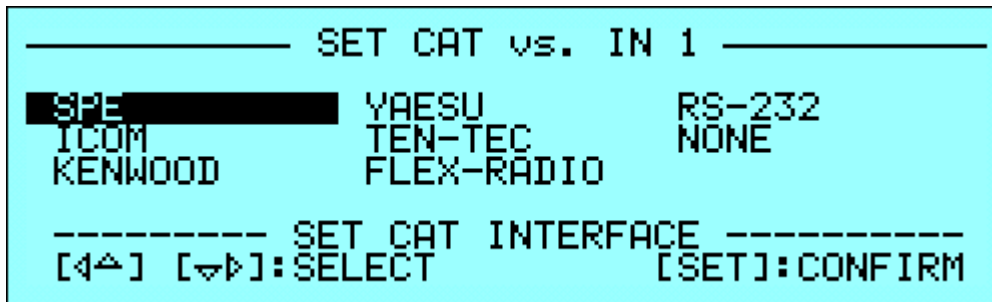 SET CAT vs. IN 1
SPE YAESU RS-232
ICOM TEN-TEC NONE
KENWOOD FLEX-RADIO
--------- SET CAT INTERFACE ----------
[◁△] [▽▷]:SELECT [SET]:CONFIRM